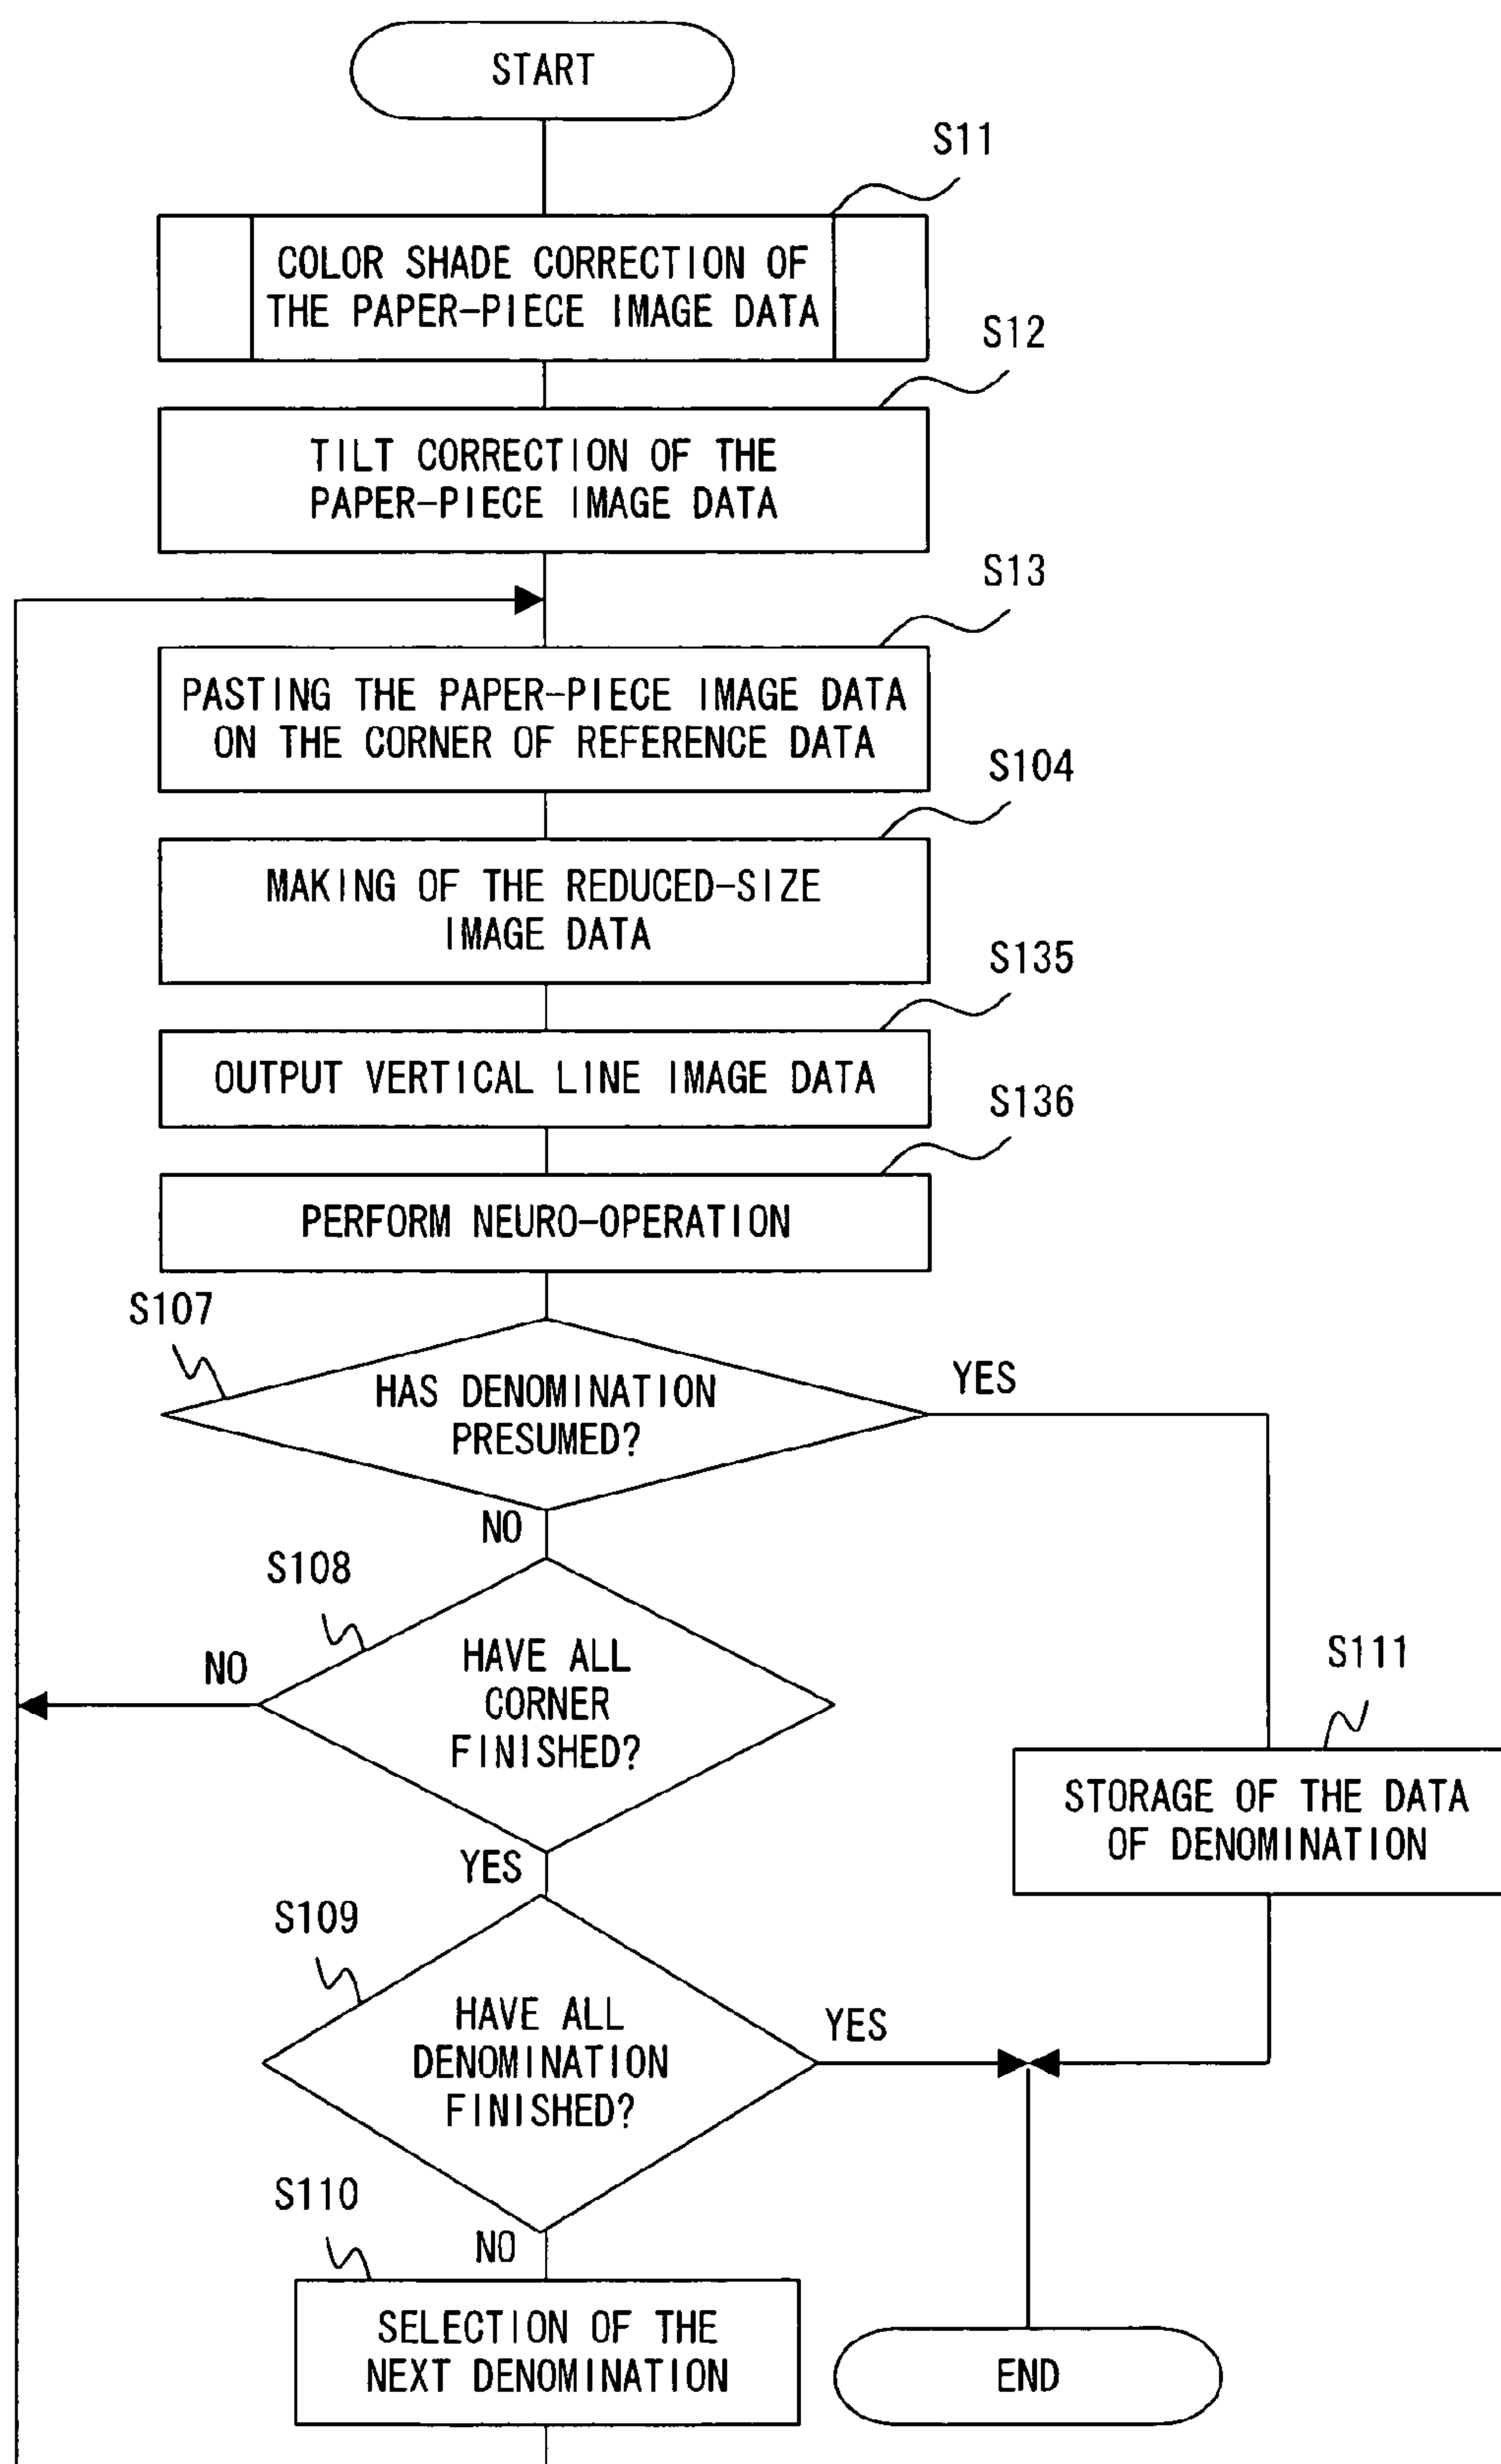 START
S11
COLOR SHADE CORRECTION OF
THE PAPER-PIECE IMAGE DATA
S12
TILT CORRECTION OF THE
PAPER-PIECE IMAGE DATA
S13
PASTING THE PAPER-PIECE IMAGE DATA
ON THE CORNER OF REFERENCE DATA
S104
MAKING OF THE REDUCED-SIZE
IMAGE DATA
S135
OUTPUT VERTICAL LINE IMAGE DATA
S136
PERFORM NEURO-OPERATION
S107
HAS DENOMINATION
PRESUMED?
YES
NO
S108
HAVE ALL
CORNER
FINISHED?
NO
YES
S111
STORAGE OF THE DATA
OF DENOMINATION
S109
HAVE ALL
DENOMINATION
FINISHED?
YES
NO
S110
SELECTION OF THE
NEXT DENOMINATION
END